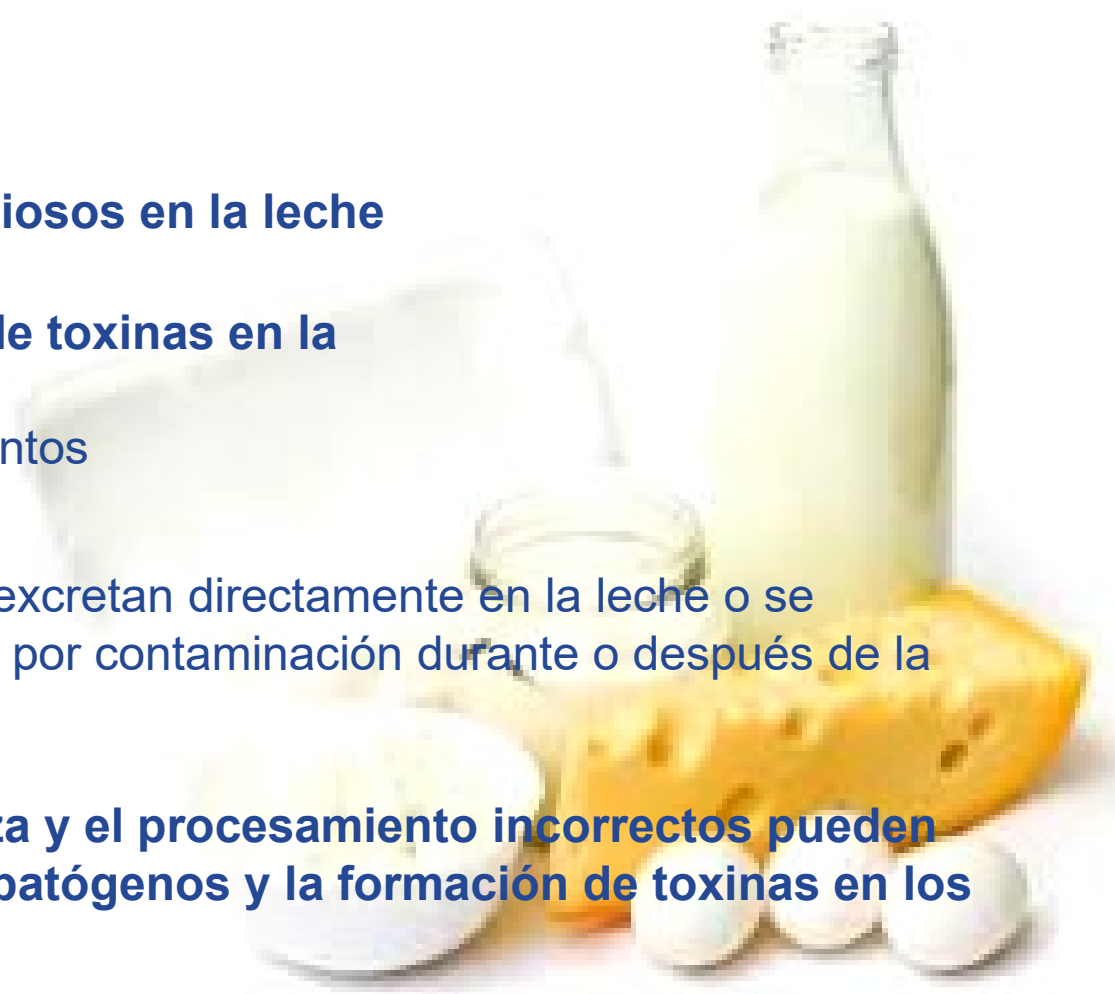 iosos en la leche
de toxinas en la
ntos
excretan directamente en la leche o se
por contaminación durante o después de la
za y el procesamiento incorrectos pueden
patógenos y la formación de toxinas en los